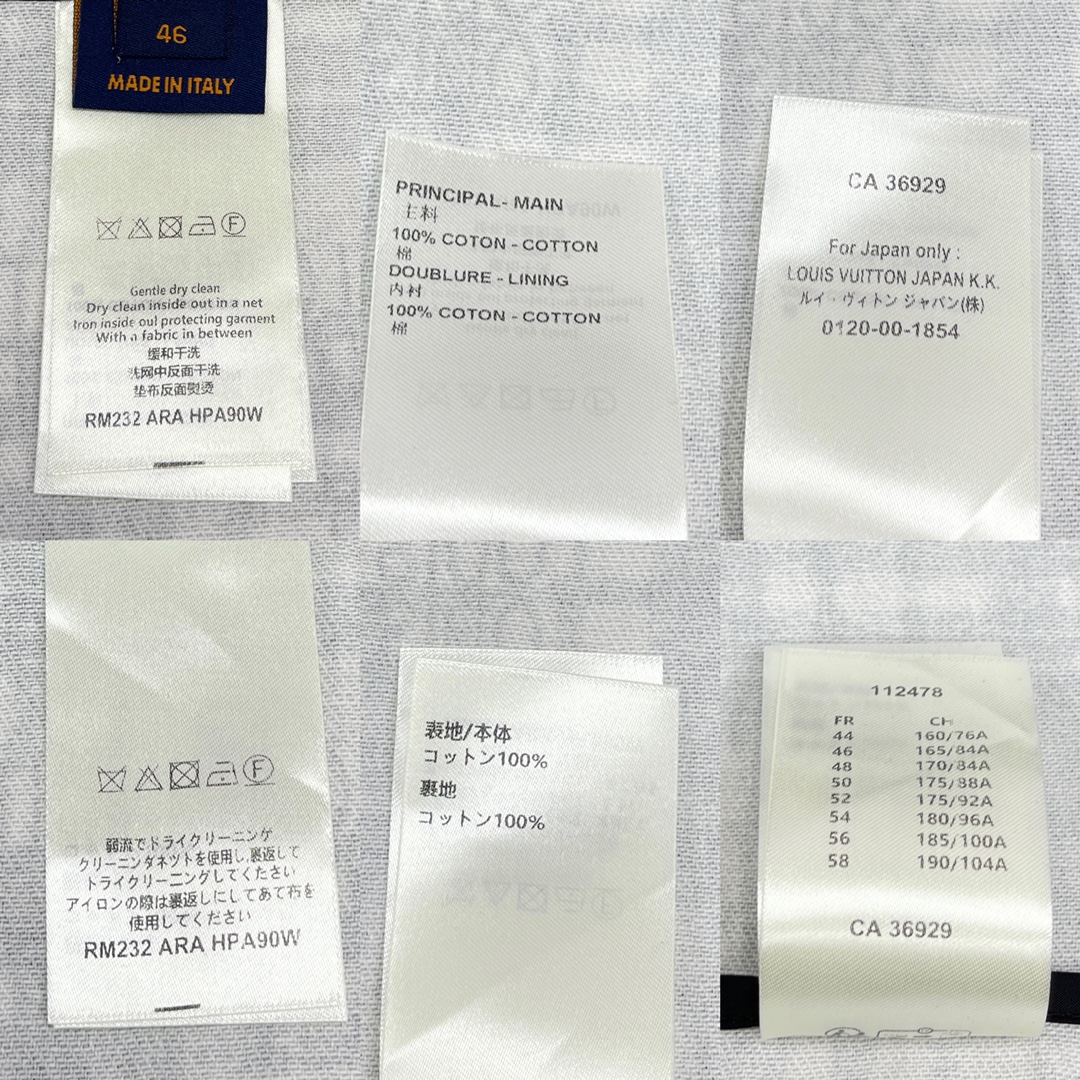 46
MADE IN ITALY
Gentle dry clean
Dry clean inside out in a net
Iron inside oul protecting garment
With a fabric in between
缓和干洗
洗网中反面干洗
垫布反面熨烫
RM232 ARA HPA90W
PRINCIPAL- MAIN
主料
100% COTON - COTTON
棉
DOUBLURE - LINING
内衬
100% COTON - COTTON
棉
CA 36929
For Japan only :
LOUIS VUITTON JAPAN K.K.
ルイ・ヴィトン ジャパン(株)
0120-00-1854
弱流でドライクリーニンゲ
クリーニンダネツトを使用し,裏返して
トライクリーニングしてください
アイロンの際は裏返しにしてあて布を
使用してください
RM232 ARA HPA90W
表地/本体
コットン100%
裏地
コットン100%
112478
FR CH
44 160/76A
46 165/84A
48 170/84A
50 175/88A
52 175/92A
54 180/96A
56 185/100A
58 190/104A
CA 36929